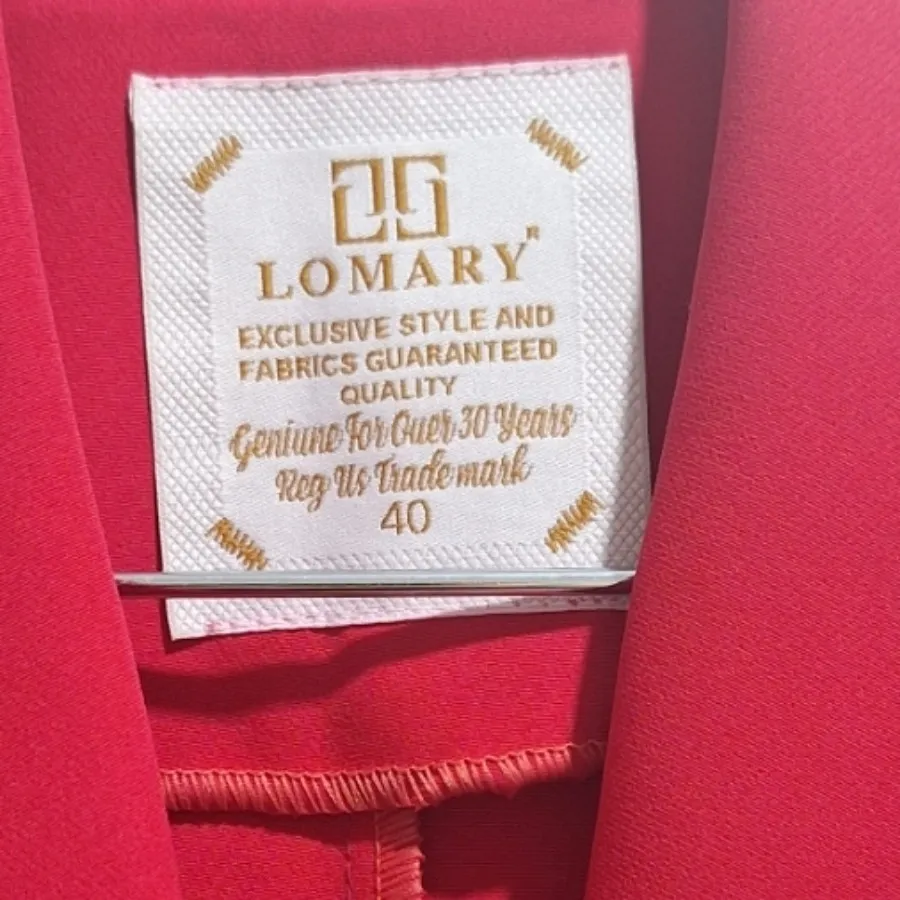 LOMARY R
EXCLUSIVE STYLE AND
FABRICS GUARANTEED
QUALITY
Geniune For Over 30 Years
Reg Us Trade mark
40